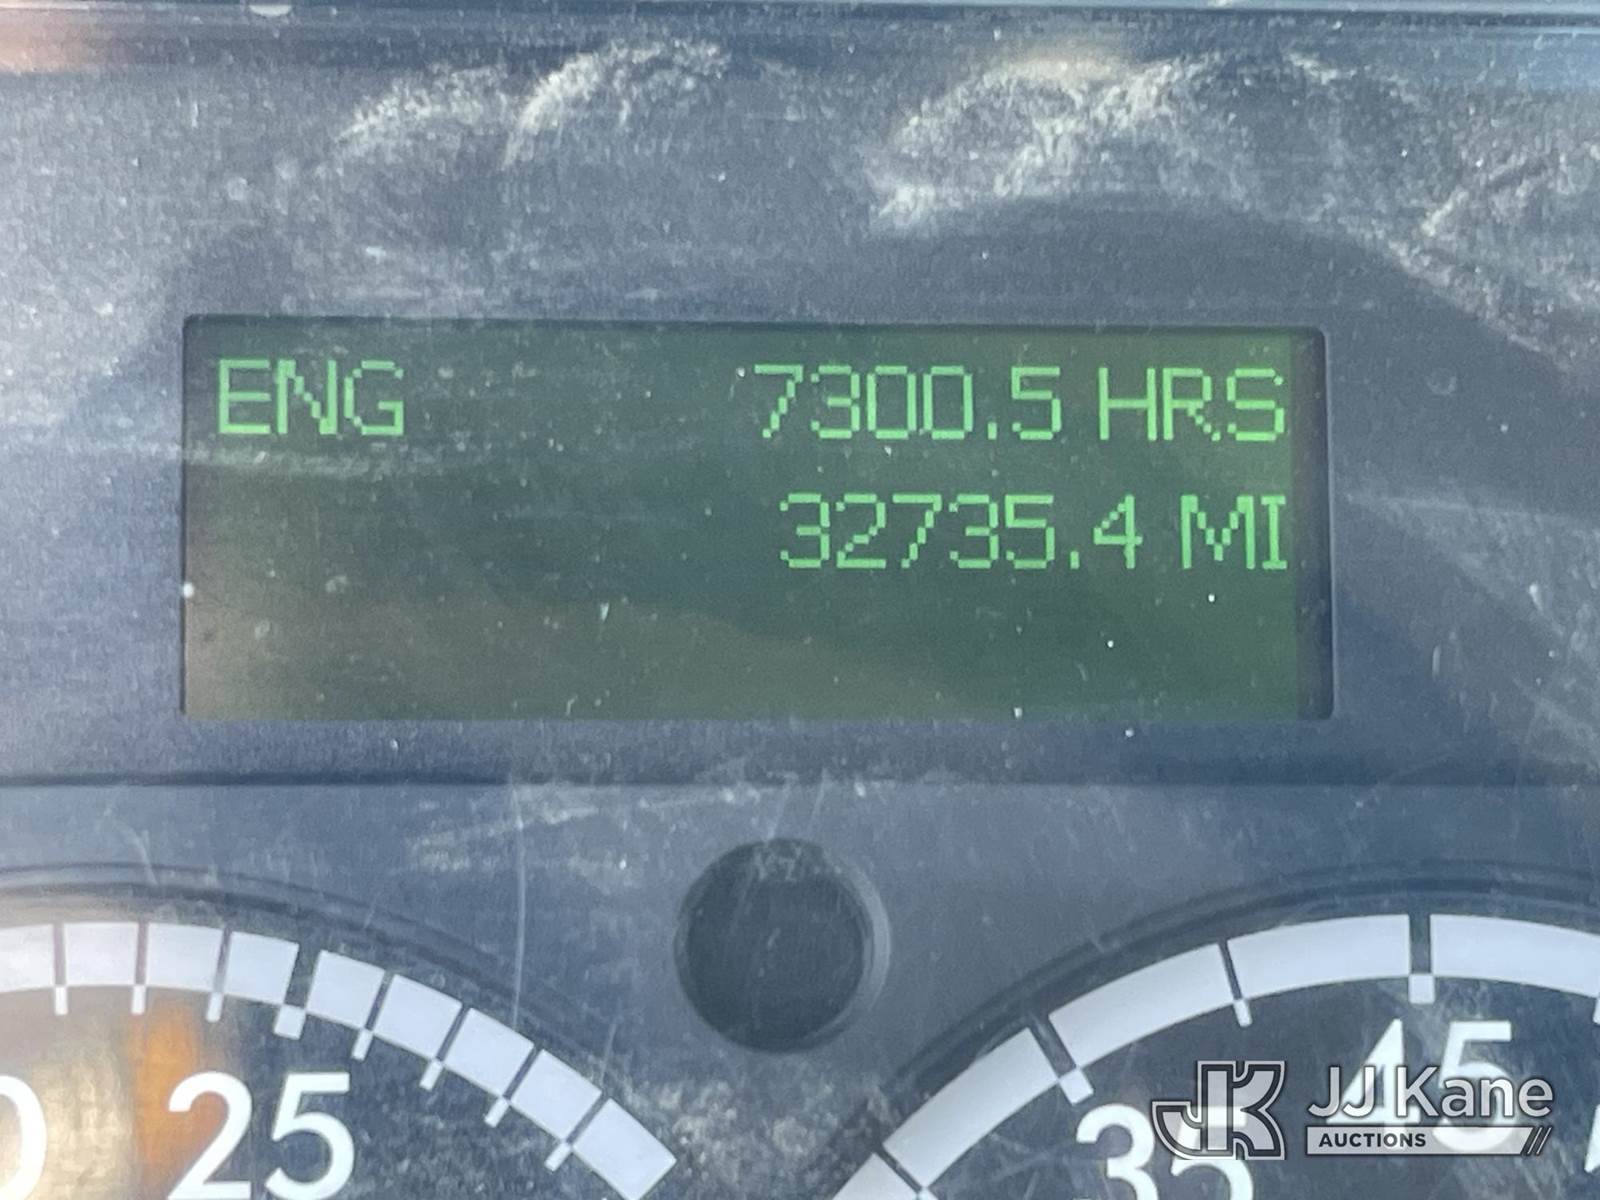 ENG 7300.5 HRS
32735.4 MI
25
35
45
JJ Kane
AUCTIONS